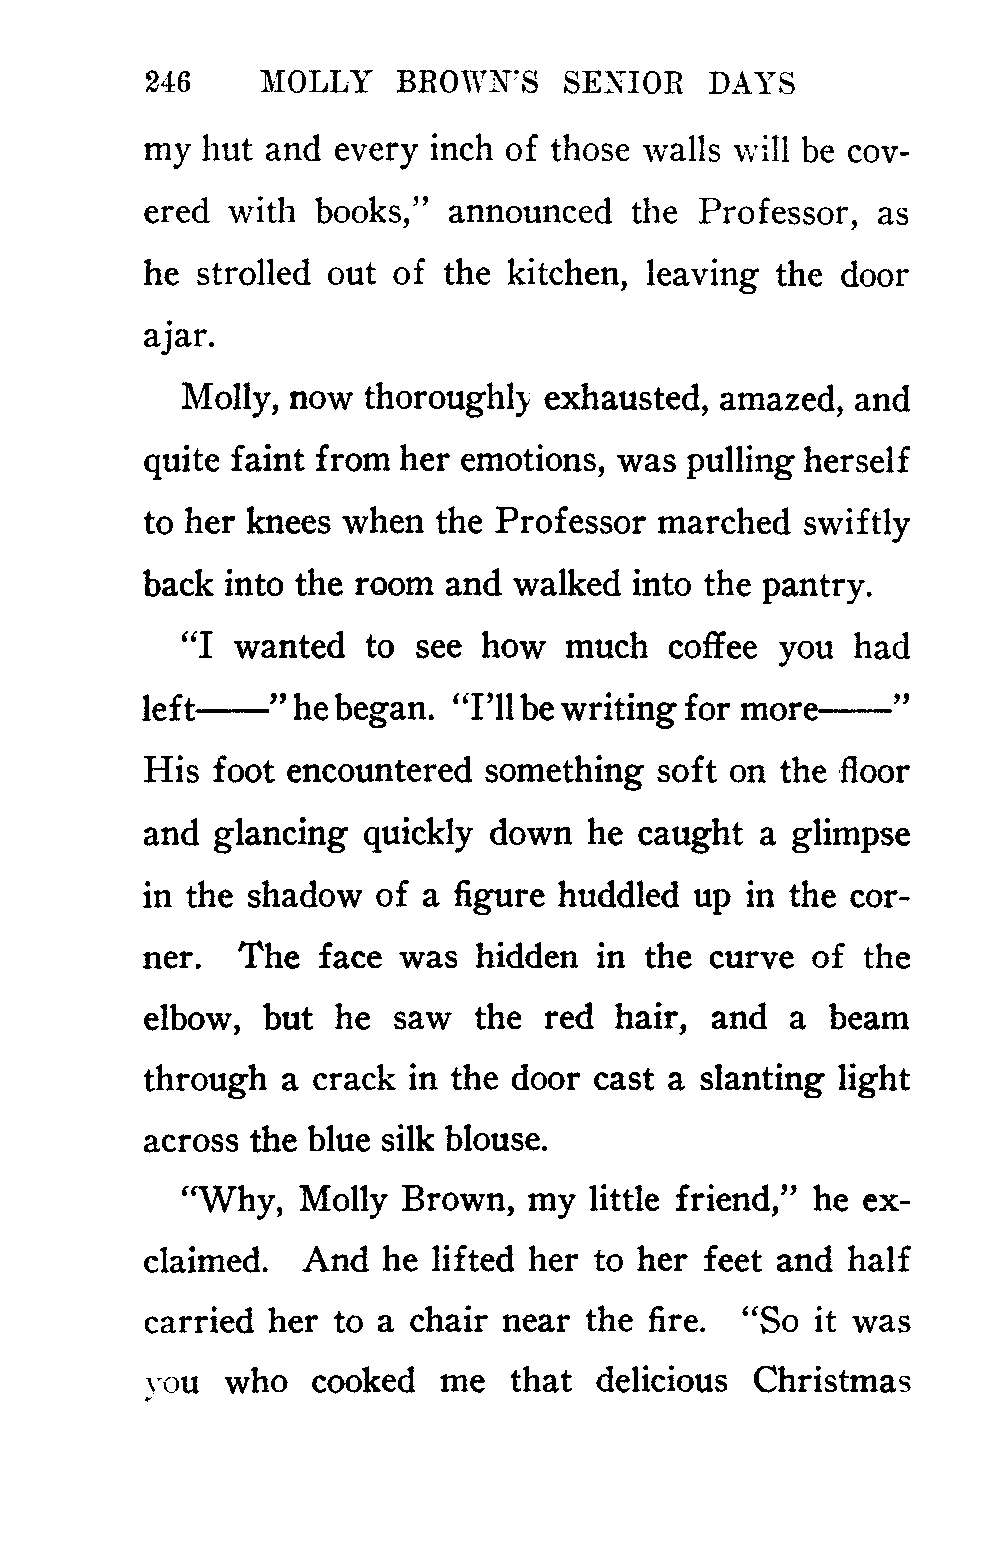 246 MOLLY BROWN'S SENIOR DAYS
my hut and every inch of those walls will be cov-
ered with books,” announced the Professor, as
he strolled out of the kitchen, leaving the door
ajar.
Molly, now thoroughly exhausted, amazed, and
quite faint from her emotions, was pulling herself
to her knees when the Professor marched swiftly
back into the room and walked into the pantry.
“I wanted to see how much coffee you had
left——” he began. “I’ll be writing for more——”
His foot encountered something soft on the floor
and glancing quickly down he caught a glimpse
in the shadow of a figure huddled up in the cor-
ner. The face was hidden in the curve of the
elbow, but he saw the red hair, and a beam
through a crack in the door cast a slanting light
across the blue silk blouse.
“Why, Molly Brown, my little friend,” he ex-
claimed. And he lifted her to her feet and half
carried her to a chair near the fire. “So it was
you who cooked me that delicious Christmas